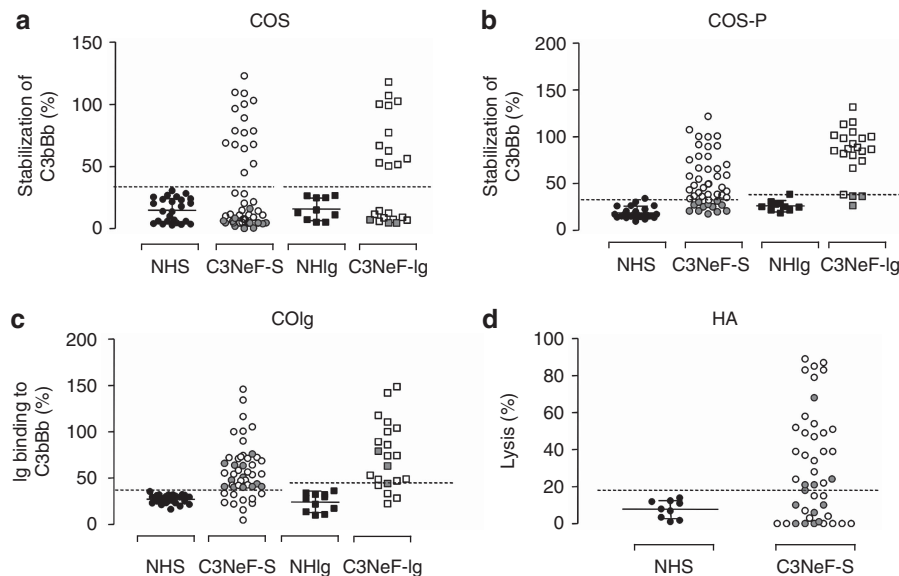 a
COS
150
100
50
0
Stabilization of
C3bBb (%)
NHS
C3NeF-S
NHIg
C3NeF-Ig
b
COS-P
200
150
100
50
0
Stabilization of
C3bBb (%)
NHS
C3NeF-S
NHIg
C3NeF-Ig
c
COIg
200
150
100
50
0
Ig binding to
C3bBb (%)
NHS
C3NeF-S
NHIg
C3NeF-Ig
d
HA
100
80
60
40
20
0
Lysis (%)
NHS
C3NeF-S